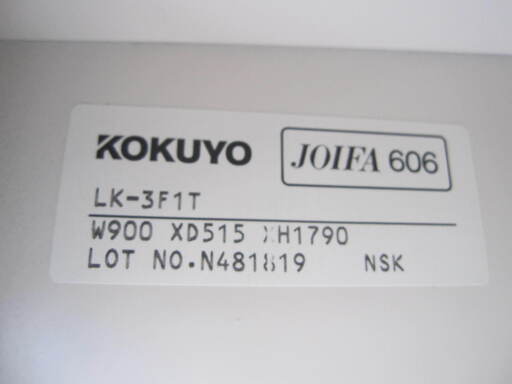 KOKUYO JOIFA 606
LK-3F1T
W900 XD515 XH1790
LOT NO.N481819 NSK